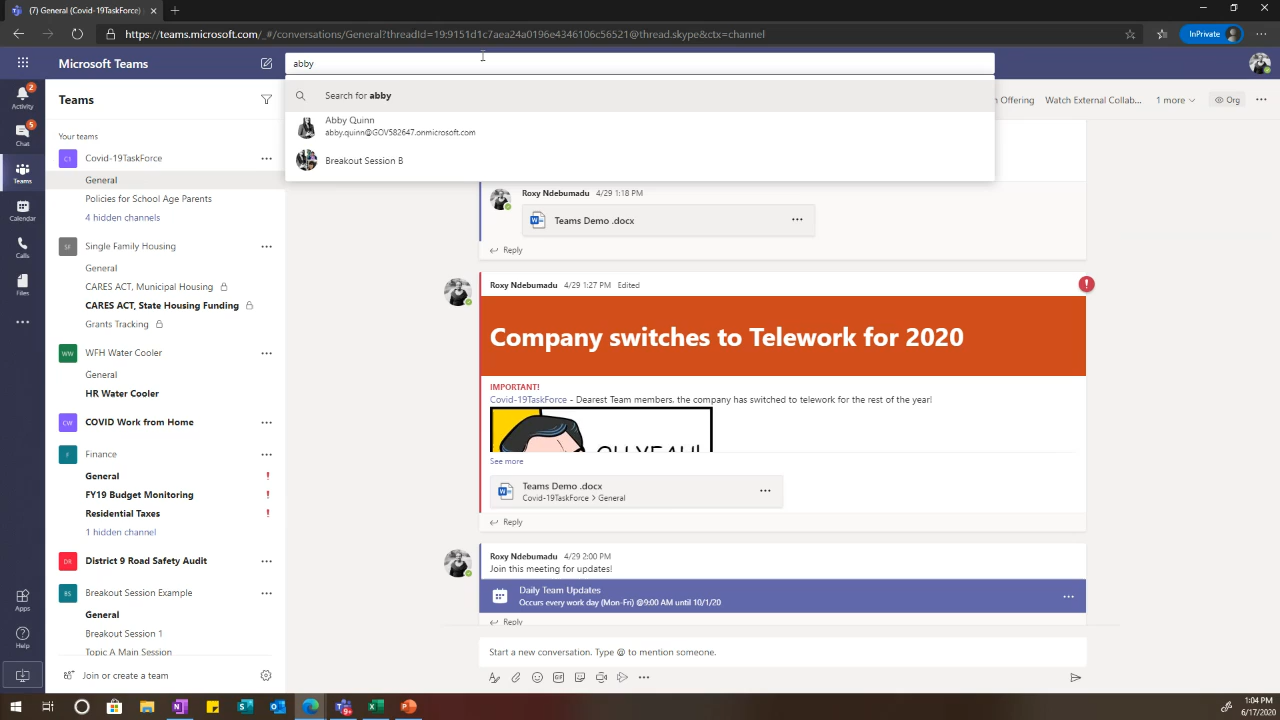 (7) General (Covid-19TaskForce)
https://teams.microsoft.com/_#/conversations/General?threadId=19:9151d1c7aea24a0196e4346106c56521@thread.skype&ctx=channel
InPrivate
Microsoft Teams
abby
Search for abby
Abby Quinn
abby.quinn@GOV582647.onmicrosoft.com
Breakout Session B
n Offering
Watch External Collab...
1 more
Org
2
Activity
5
Chat
Teams
Calendar
Calls
Files
Apps
Help
Teams
Your teams
C1 Covid-19TaskForce
General
Policies for School Age Parents
4 hidden channels
SF Single Family Housing
General
CARES ACT, Municipal Housing
CARES ACT, State Housing Funding
Grants Tracking
WW WFH Water Cooler
General
HR Water Cooler
CW COVID Work from Home
F Finance
General !
FY19 Budget Monitoring !
Residential Taxes !
1 hidden channel
DR District 9 Road Safety Audit
BS Breakout Session Example
General
Breakout Session 1
Topic A Main Session
Join or create a team
Roxy Ndebumadu 4/29 1:18 PM
Teams Demo .docx
Reply
Roxy Ndebumadu 4/29 1:27 PM Edited
!
Company switches to Telework for 2020
IMPORTANT!
Covid-19TaskForce - Dearest Team members, the company has switched to telework for the rest of the year!
OH YEAH!
See more
Teams Demo .docx
Covid-19TaskForce > General
Reply
Roxy Ndebumadu 4/29 2:00 PM
Join this meeting for updates!
Daily Team Updates
Occurs every work day (Mon-Fri) @9:00 AM until 10/1/20
Reply
Start a new conversation. Type @ to mention someone.
GIF
1:04 PM
6/17/2020